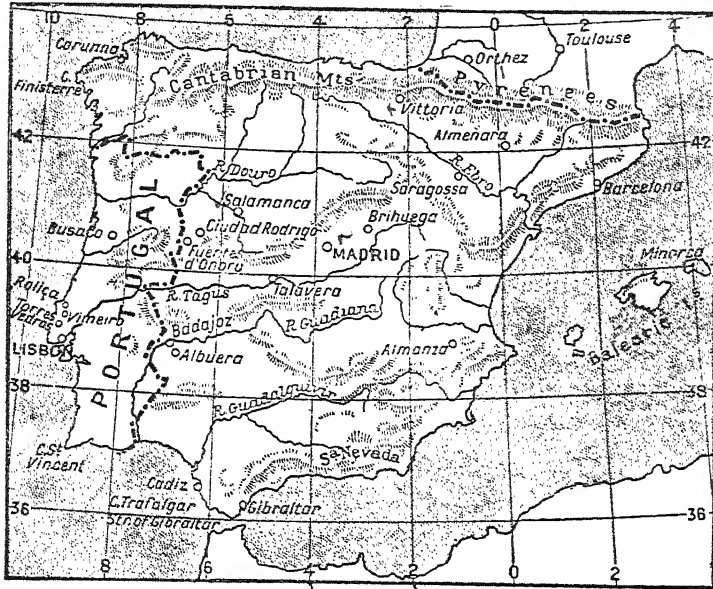 10 8 6 4 2 0 2
Corunna
Orthez
Toulouse
C.
Finisterre
Cantabrian Mts
Pyrenees
Vittoria
42
Almeñara
42
R. Douro
R. Ebro
Saragossa
Barcelona
Salamanca
Busaco
Ciudad Rodrigo
Brihuega
PORTUGAL
MADRID
Fuentes
d'Onoro
Minorca
40
40
Roliça
R. Tagus
Talavera
Torres
Vedras
Vimeiro
Badajoz
R. Guadiana
Balearic Is
LISBON
Albuera
Almanza
38
38
R. Guadalquivir
C. St
Vincent
Sa Nevada
Cadiz
C. Trafalgar
Gibraltar
Str. of Gibraltar
36
36
8 6 4 2 0 2